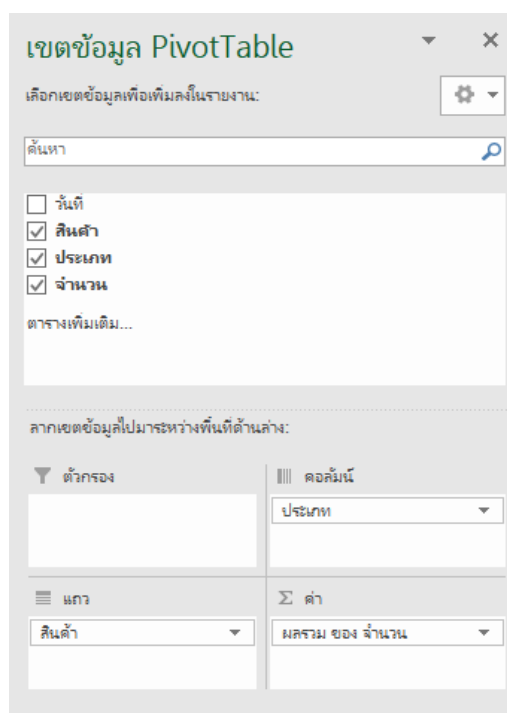 เขตข้อมูล PivotTable
เลือกเขตข้อมูลเพื่อเพิ่มลงในรายงาน:
ค้นหา
วันที่
สินค้า
ประเภท
จำนวน
ตารางเพิ่มเติม...
ลากเขตข้อมูลไปมาระหว่างพื้นที่ด้านล่าง:
ตัวกรอง
คอลัมน์
ประเภท
แถว
Σ ค่า
สินค้า
ผลรวม ของ จำนวน